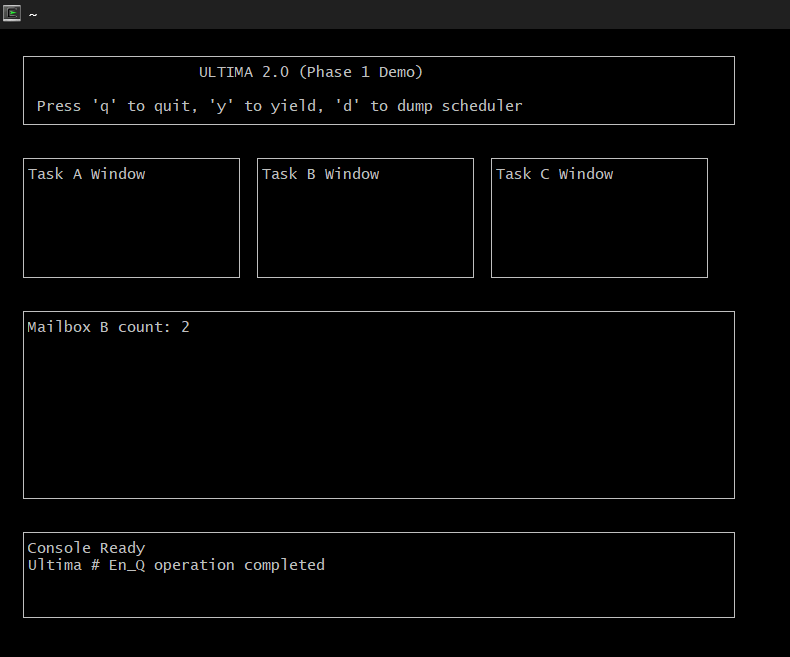 ~
ULTIMA 2.0 (Phase 1 Demo)
Press 'q' to quit, 'y' to yield, 'd' to dump scheduler
Task A Window
Task B Window
Task C Window
Mailbox B count: 2
Console Ready
Ultima # En_Q operation completed